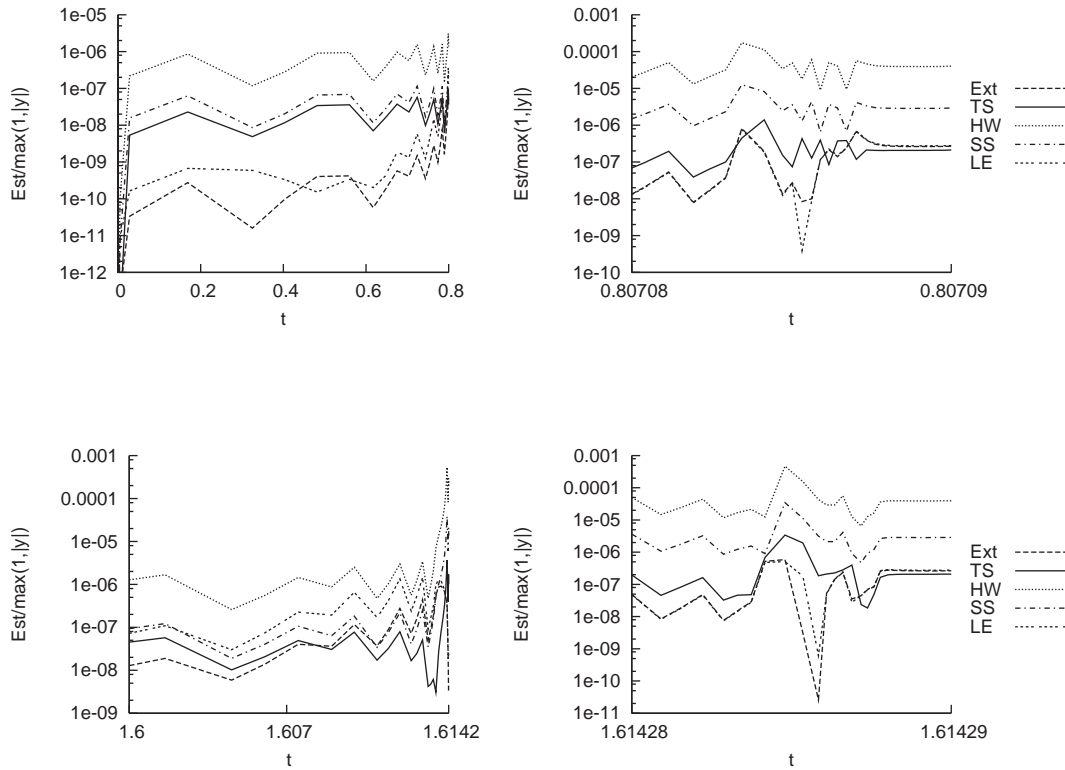 1e-05
1e-06
1e-07
1e-08
1e-09
1e-10
1e-11
1e-12
Est/max(1,|y|)
0 0.2 0.4 0.6 0.8
t
0.001
0.0001
1e-05
1e-06
1e-07
1e-08
1e-09
1e-10
Est/max(1,|y|)
0.80708 0.80709
t
Ext
TS
HW
SS
LE
0.001
0.0001
1e-05
1e-06
1e-07
1e-08
1e-09
Est/max(1,|y|)
1.6 1.607 1.6142
t
0.001
0.0001
1e-05
1e-06
1e-07
1e-08
1e-09
1e-10
1e-11
Est/max(1,|y|)
1.61428 1.61429
t
Ext
TS
HW
SS
LE